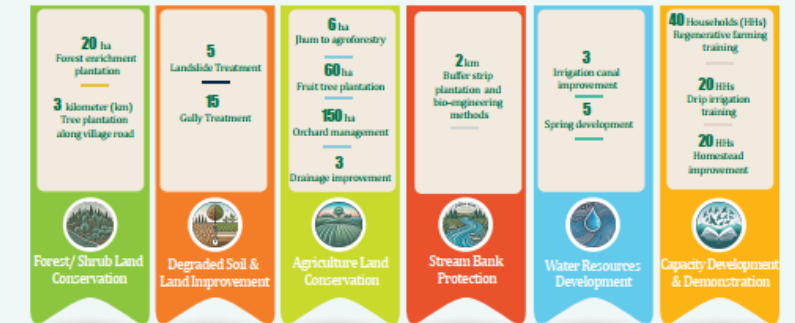 20 ha
Forest enrichment
plantation
3 kilometer (km)
Tree plantation
along village road
Forest/ Shrub Land
Conservation
5
Landslide Treatment
15
Gully Treatment
Degraded Soil &
Land Improvement
6 ha
Jhum to agroforestry
60 ha
Fruit tree plantation
150 ha
Orchard management
3
Drainage improvement
Agriculture Land
Conservation
2 km
Buffer strip
plantation and
bio-engineering
methods
Stream Bank
Protection
3
Irrigation canal
improvement
5
Spring development
Water Resources
Development
40 Households (HHs)
Regenerative farming
training
20 HHs
Drip irrigation
training
20 HHs
Homestead
improvement
Capacity Development
& Demonstration